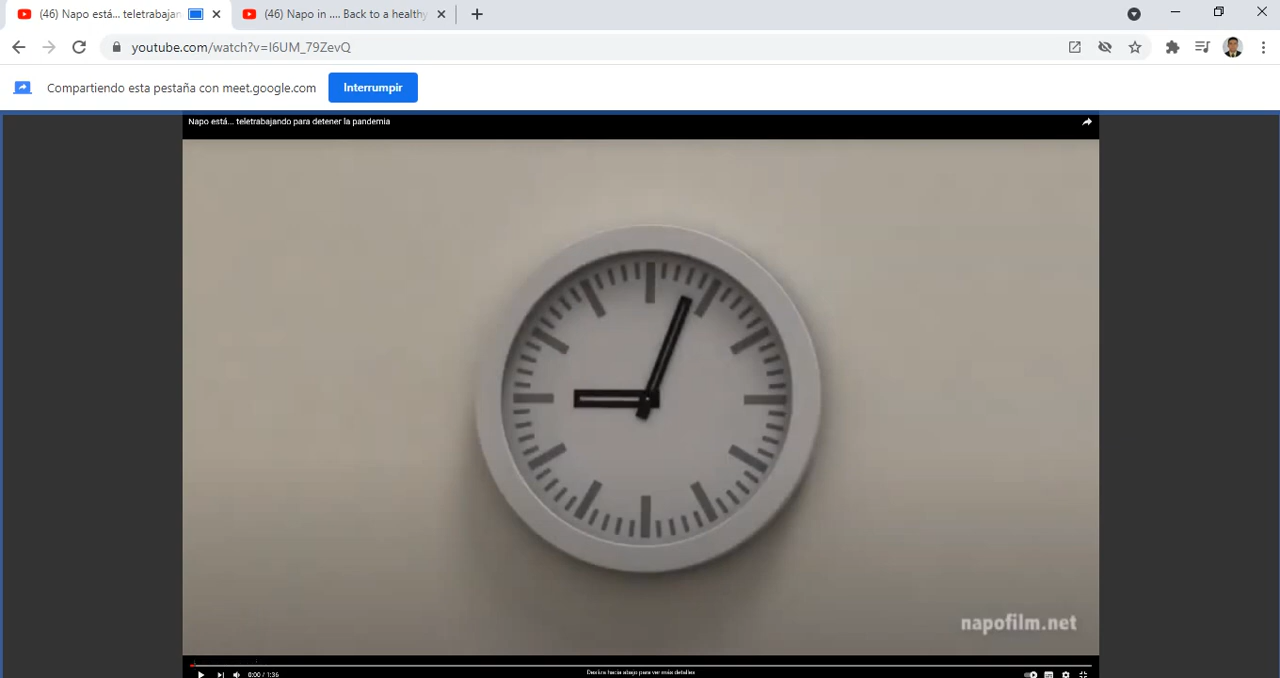 (46) Napo está... teletrabajan
(46) Napo in .... Back to a healthy
youtube.com/watch?v=I6UM_79ZevQ
Compartiendo esta pestaña con meet.google.com
Interrumpir
Napo está... teletrabajando para detener la pandemia
napofilm.net
0:00 / 1:36
Desliza hacia abajo para ver más detalles